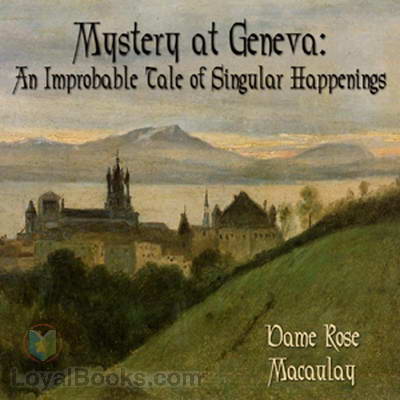 Mystery at Geneva:
An Improbable Tale of Singular Happenings
Dame Rose
Macaulay
LoyalBooks.com